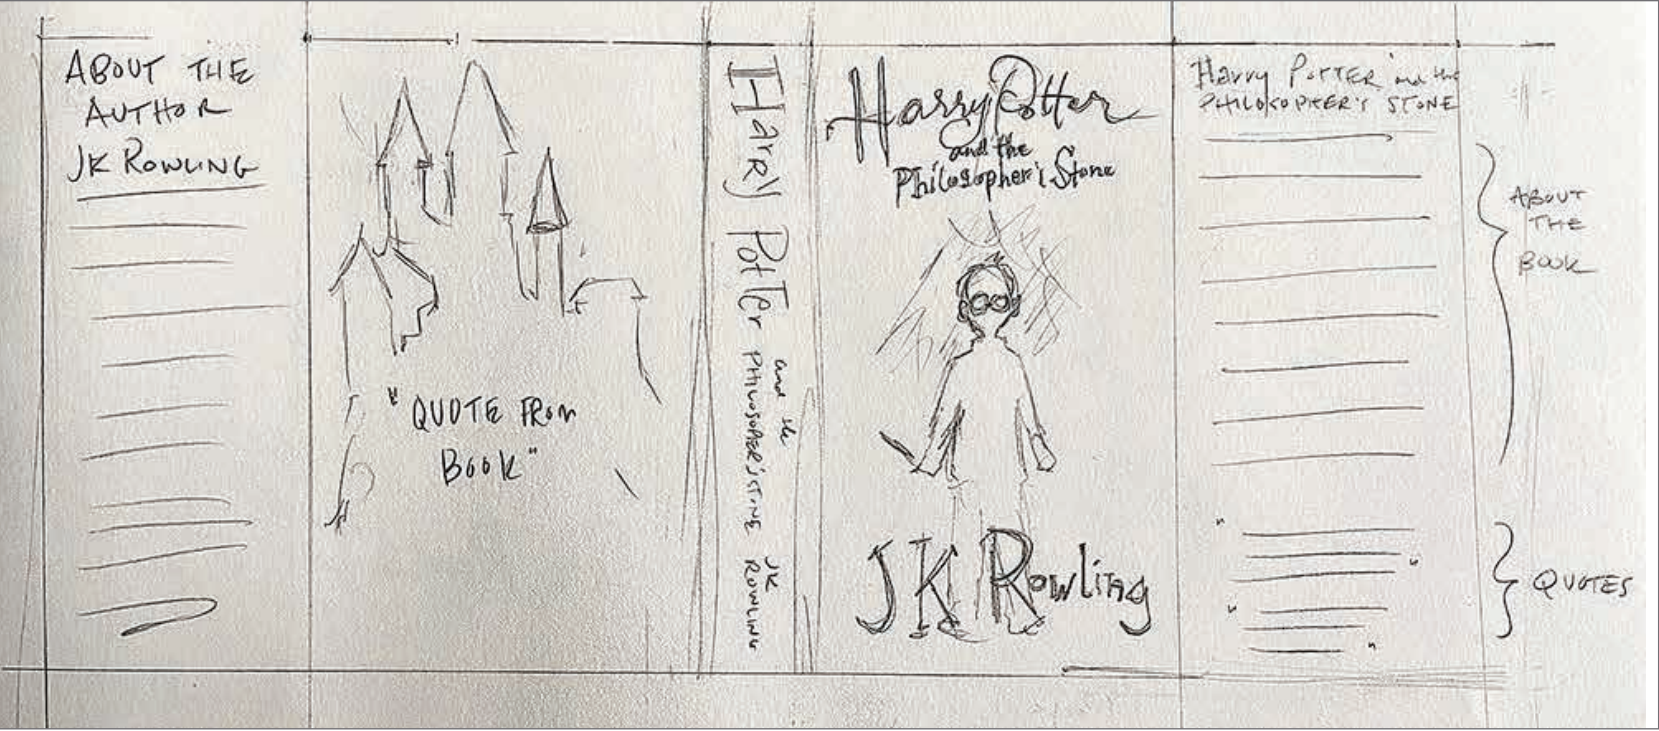 ABOUT THE
AUTHOR
JK ROWLING
"QUOTE FROM
BOOK"
HARRY POTTER and the
PHILOSOPHER'S STONE
JK
ROWLING
Harry Potter
and the
Philosopher's Stone
JK Rowling
Harry POTTER and the
PHILOSOPHER'S STONE
ABOUT
THE
BOOK
" "
" "
QUOTES